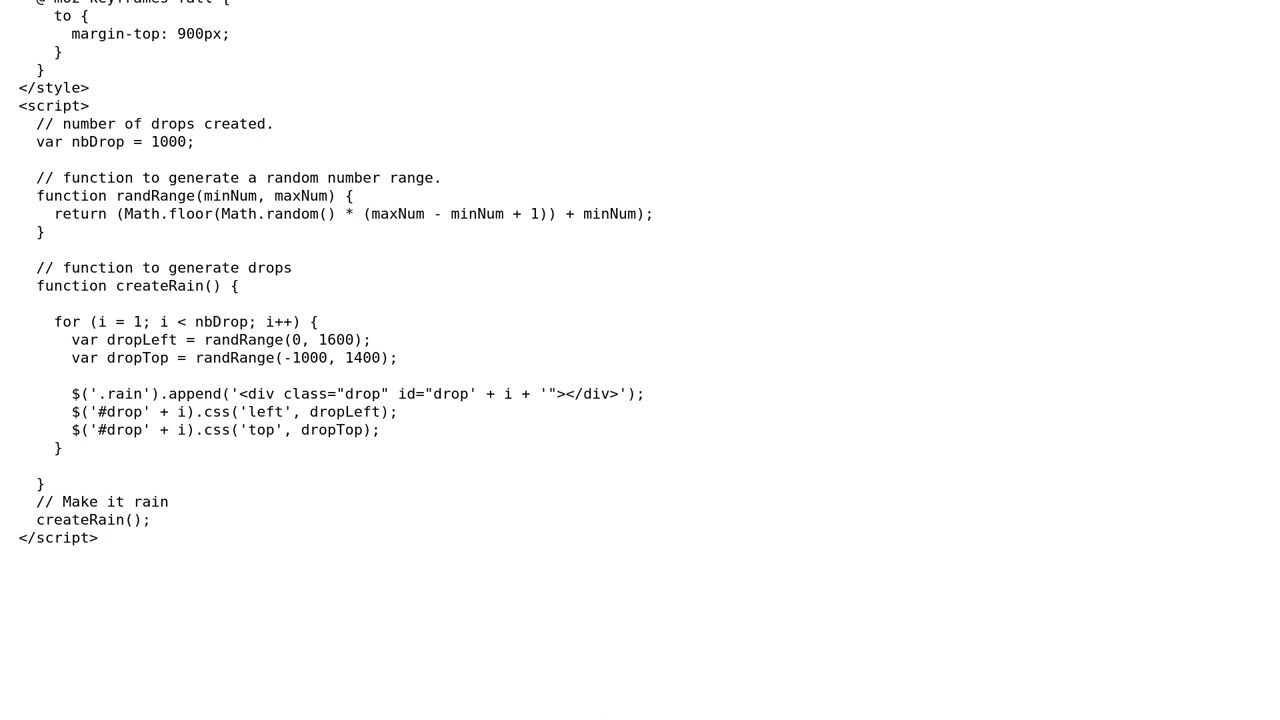 @-moz-keyframes fall {
    to {
      margin-top: 900px;
    }
  }
</style>
<script>
  // number of drops created.
  var nbDrop = 1000;

  // function to generate a random number range.
  function randRange(minNum, maxNum) {
    return (Math.floor(Math.random() * (maxNum - minNum + 1)) + minNum);
  }

  // function to generate drops
  function createRain() {

    for (i = 1; i < nbDrop; i++) {
      var dropLeft = randRange(0, 1600);
      var dropTop = randRange(-1000, 1400);

      $('.rain').append('<div class="drop" id="drop' + i + '"></div>');
      $('#drop' + i).css('left', dropLeft);
      $('#drop' + i).css('top', dropTop);
    }

  }
  // Make it rain
  createRain();
</script>